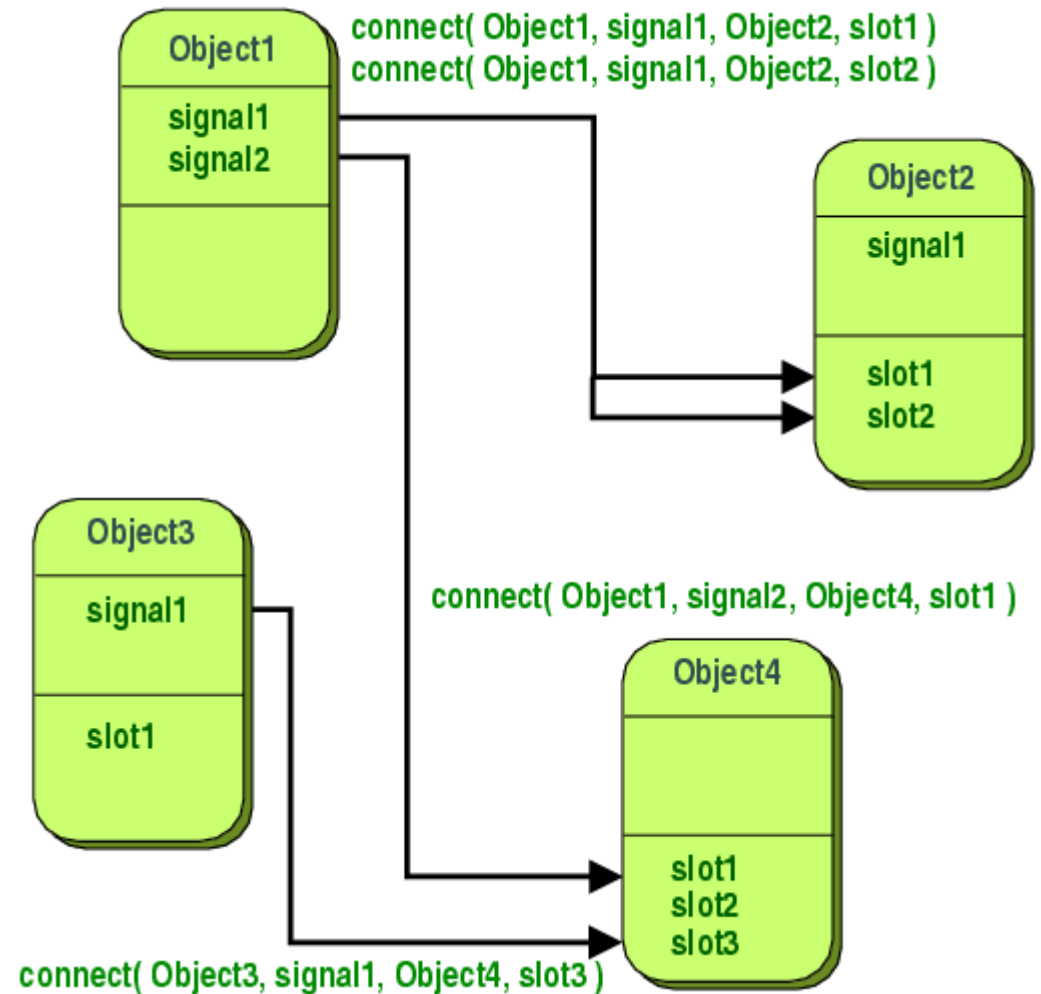 Object1
signal1
signal2
connect( Object1, signal1, Object2, slot1 )
connect( Object1, signal1, Object2, slot2 )
Object2
signal1
slot1
slot2
Object3
signal1
slot1
connect( Object1, signal2, Object4, slot1 )
Object4
slot1
slot2
slot3
connect( Object3, signal1, Object4, slot3 )